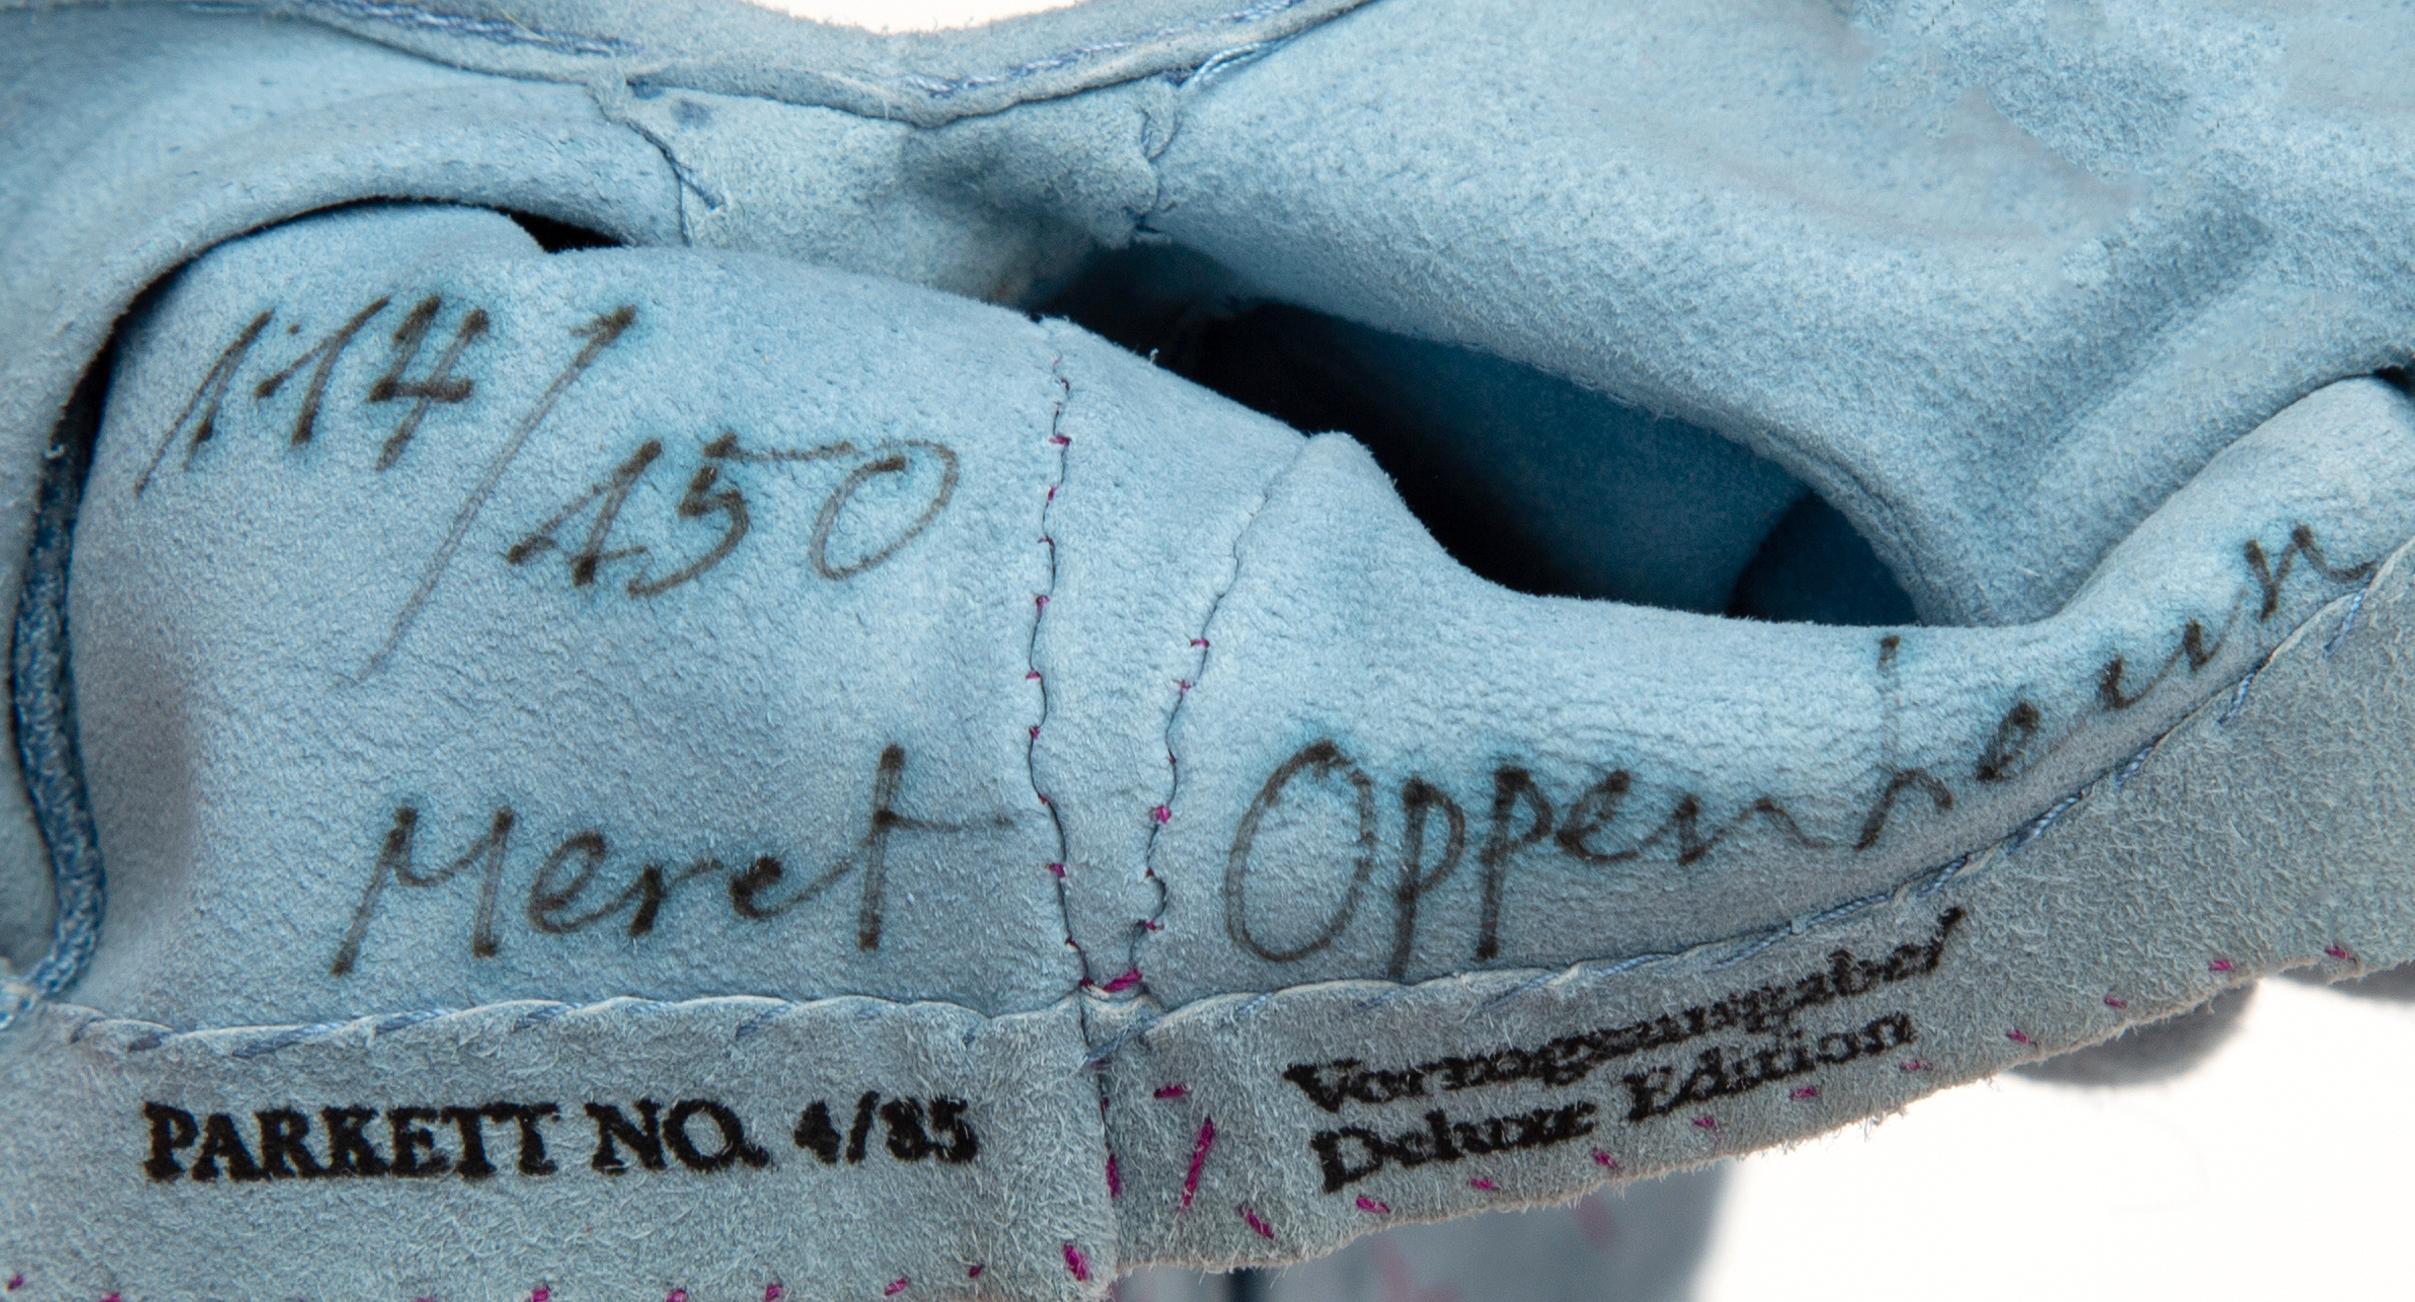 114/150
Meret Oppenheim
PARKETT NO. 4/85
Vorzugsausgabe/
Deluxe Edition